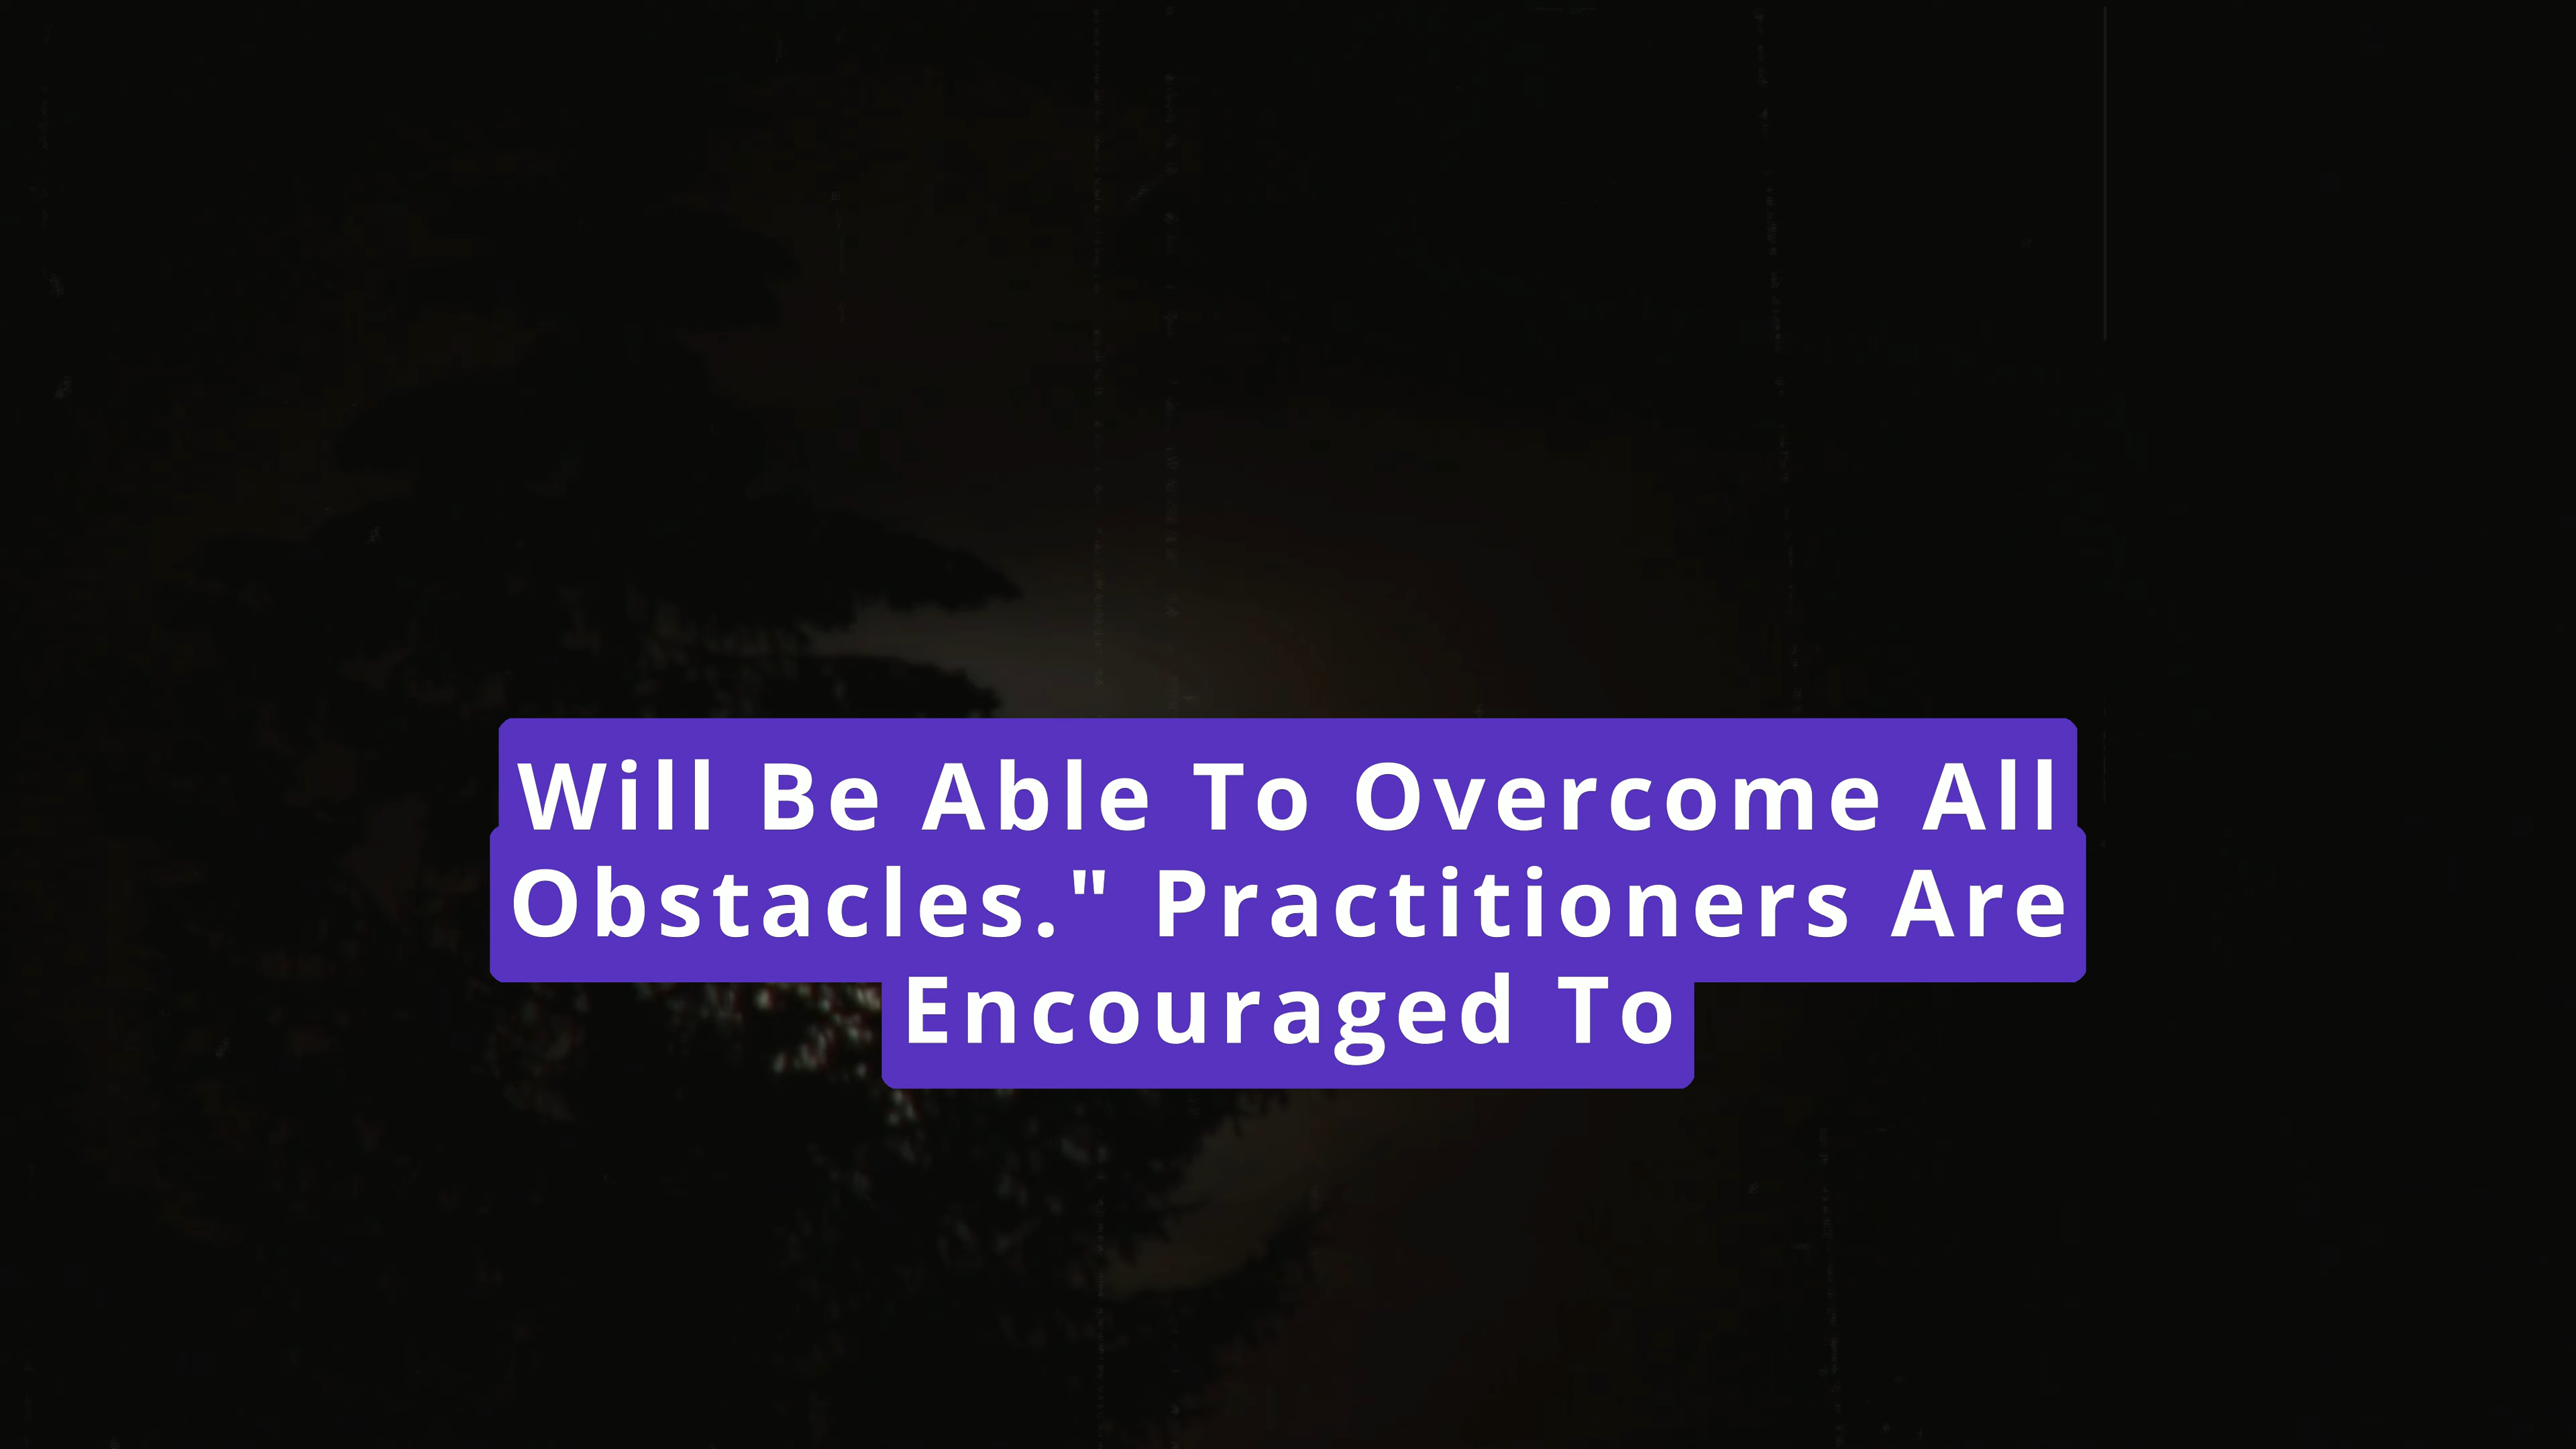 Will Be Able To Overcome All
Obstacles." Practitioners Are
Encouraged To